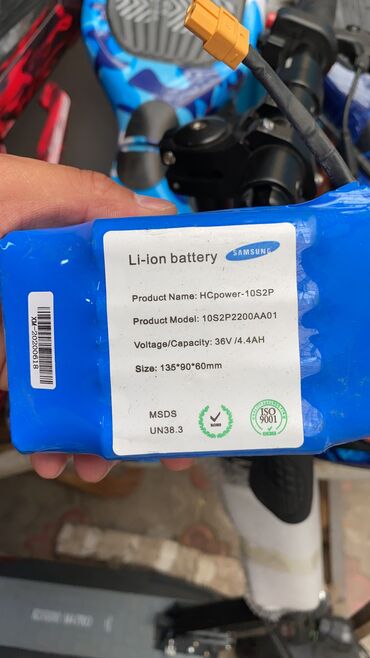 Li-ion battery SAMSUNG
Product Name: HCpower-10S2P
Product Model: 10S2P2200AA01
Voltage/Capacity: 36V /4.4AH
Size: 135*90*60mm
MSDS
UN38.3
ISO
9001
XM-20200618